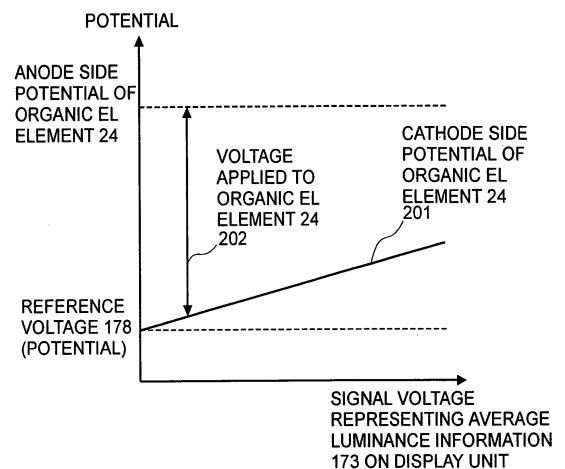 POTENTIAL
ANODE SIDE
POTENTIAL OF
ORGANIC EL
ELEMENT 24
VOLTAGE
APPLIED TO
ORGANIC EL
ELEMENT 24
202
CATHODE SIDE
POTENTIAL OF
ORGANIC EL
ELEMENT 24
201
REFERENCE
VOLTAGE 178
(POTENTIAL)
SIGNAL VOLTAGE
REPRESENTING AVERAGE
LUMINANCE INFORMATION
173 ON DISPLAY UNIT